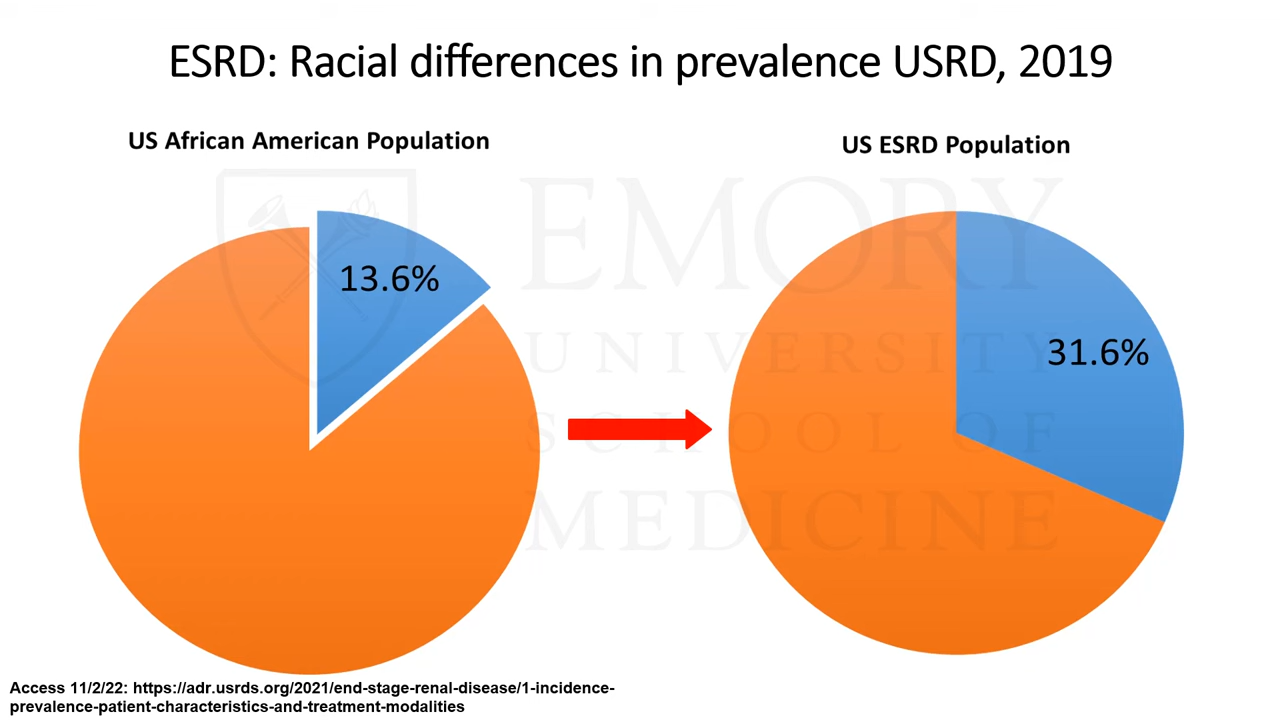 ESRD: Racial differences in prevalence USRD, 2019
US African American Population
US ESRD Population
13.6%
31.6%
EMORY
UNIVERSITY
SCHOOL OF
MEDICINE
Access 11/2/22: https://adr.usrds.org/2021/end-stage-renal-disease/1-incidence-
prevalence-patient-characteristics-and-treatment-modalities